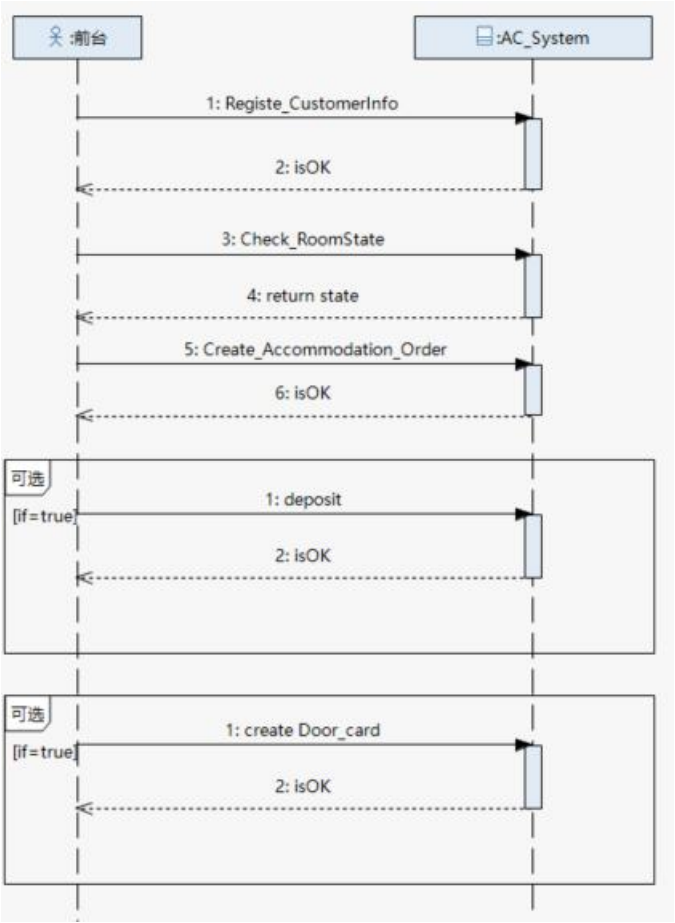 :前台
:AC_System
1: Registe_CustomerInfo
2: isOK
3: Check_RoomState
4: return state
5: Create_Accommodation_Order
6: isOK
可选
[if=true]
1: deposit
2: isOK
可选
[if=true]
1: create Door_card
2: isOK